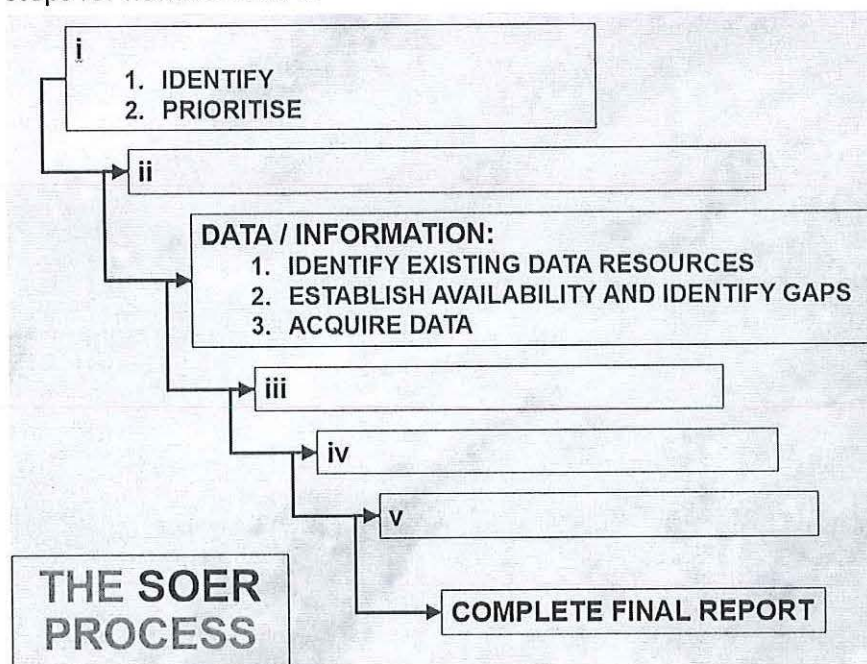 i
1. IDENTIFY
2. PRIORITISE
ii
DATA / INFORMATION:
1. IDENTIFY EXISTING DATA RESOURCES
2. ESTABLISH AVAILABILITY AND IDENTIFY GAPS
3. ACQUIRE DATA
iii
iv
v
THE SOER
PROCESS
COMPLETE FINAL REPORT